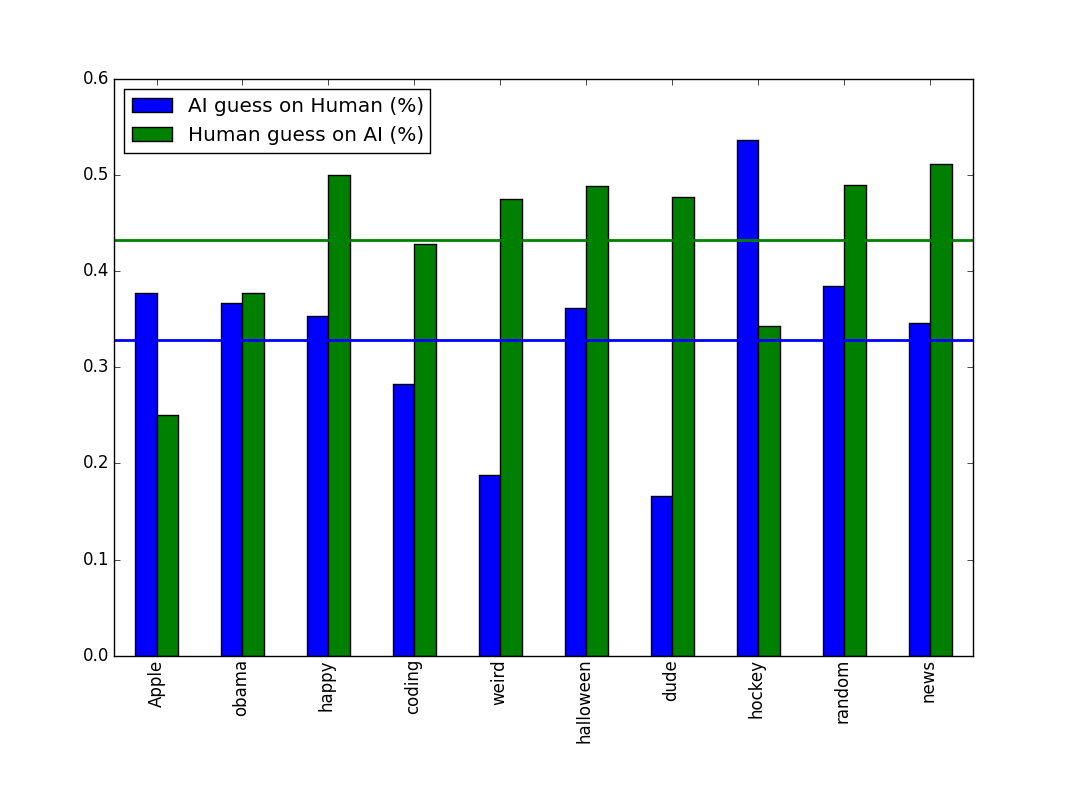 AI guess on Human (%)
Human guess on AI (%)
0.6
0.5
0.4
0.3
0.2
0.1
0.0
Apple
obama
happy
coding
weird
halloween
dude
hockey
random
news